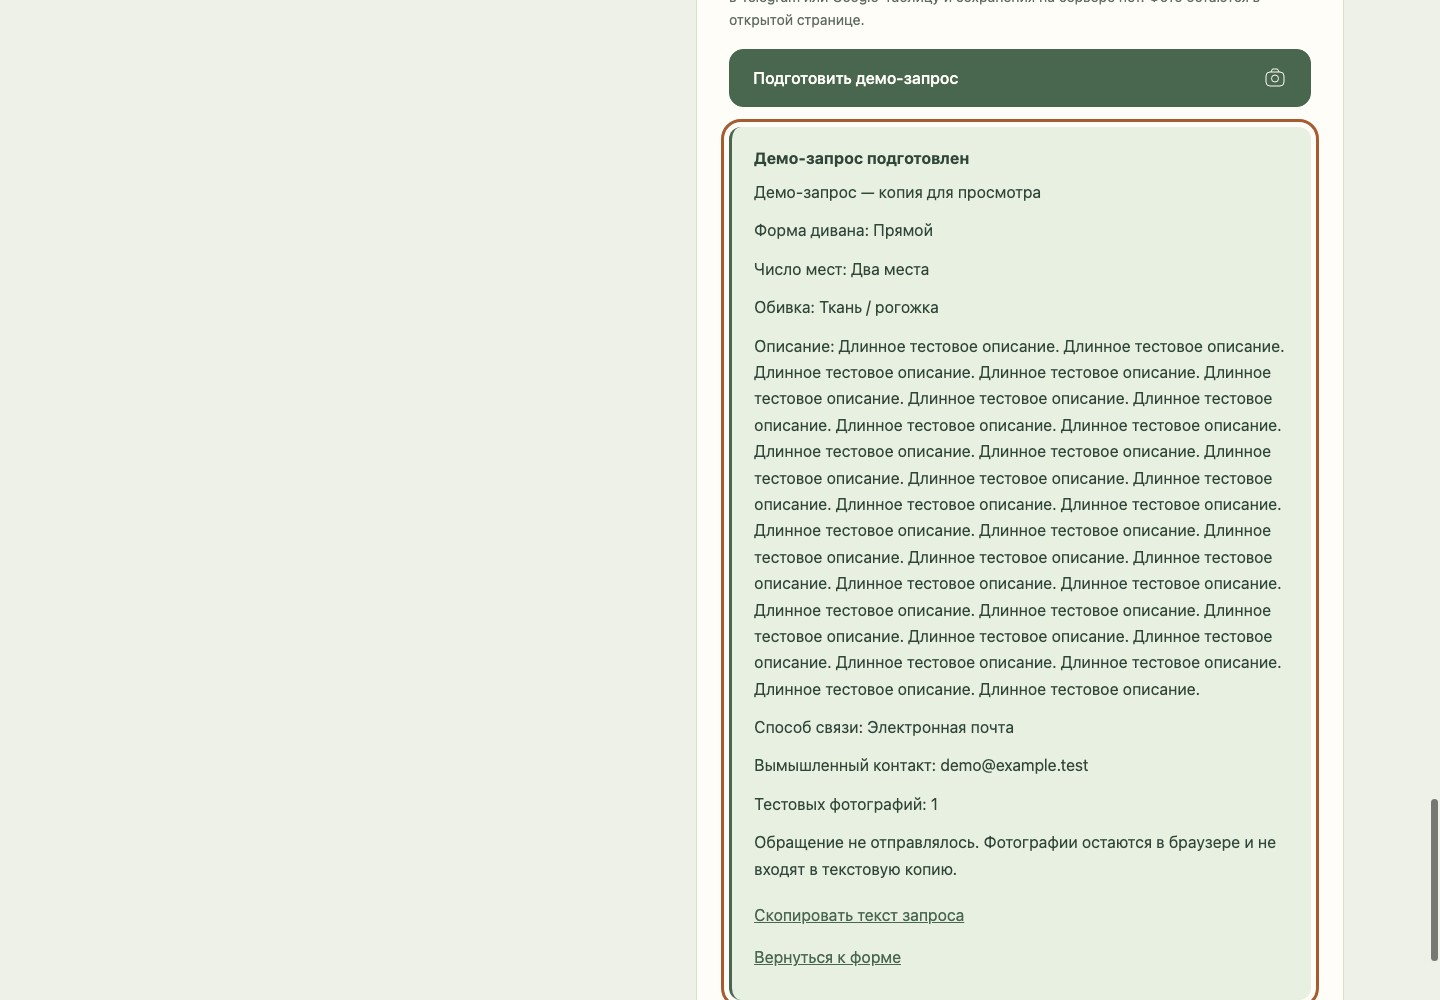 открытой странице.
Подготовить демо-запрос
Демо-запрос подготовлен
Демо-запрос — копия для просмотра
Форма дивана: Прямой
Число мест: Два места
Обивка: Ткань / рогожка
Описание: Длинное тестовое описание. Длинное тестовое описание.
Длинное тестовое описание. Длинное тестовое описание. Длинное
тестовое описание. Длинное тестовое описание. Длинное тестовое
описание. Длинное тестовое описание. Длинное тестовое описание.
Длинное тестовое описание. Длинное тестовое описание. Длинное
тестовое описание. Длинное тестовое описание. Длинное тестовое
описание. Длинное тестовое описание. Длинное тестовое описание.
Длинное тестовое описание. Длинное тестовое описание. Длинное
тестовое описание. Длинное тестовое описание. Длинное тестовое
описание. Длинное тестовое описание. Длинное тестовое описание.
Длинное тестовое описание. Длинное тестовое описание. Длинное
тестовое описание. Длинное тестовое описание. Длинное тестовое
описание. Длинное тестовое описание. Длинное тестовое описание.
Длинное тестовое описание. Длинное тестовое описание.
Способ связи: Электронная почта
Вымышленный контакт: demo@example.test
Тестовых фотографий: 1
Обращение не отправлялось. Фотографии остаются в браузере и не
входят в текстовую копию.
Скопировать текст запроса
Вернуться к форме